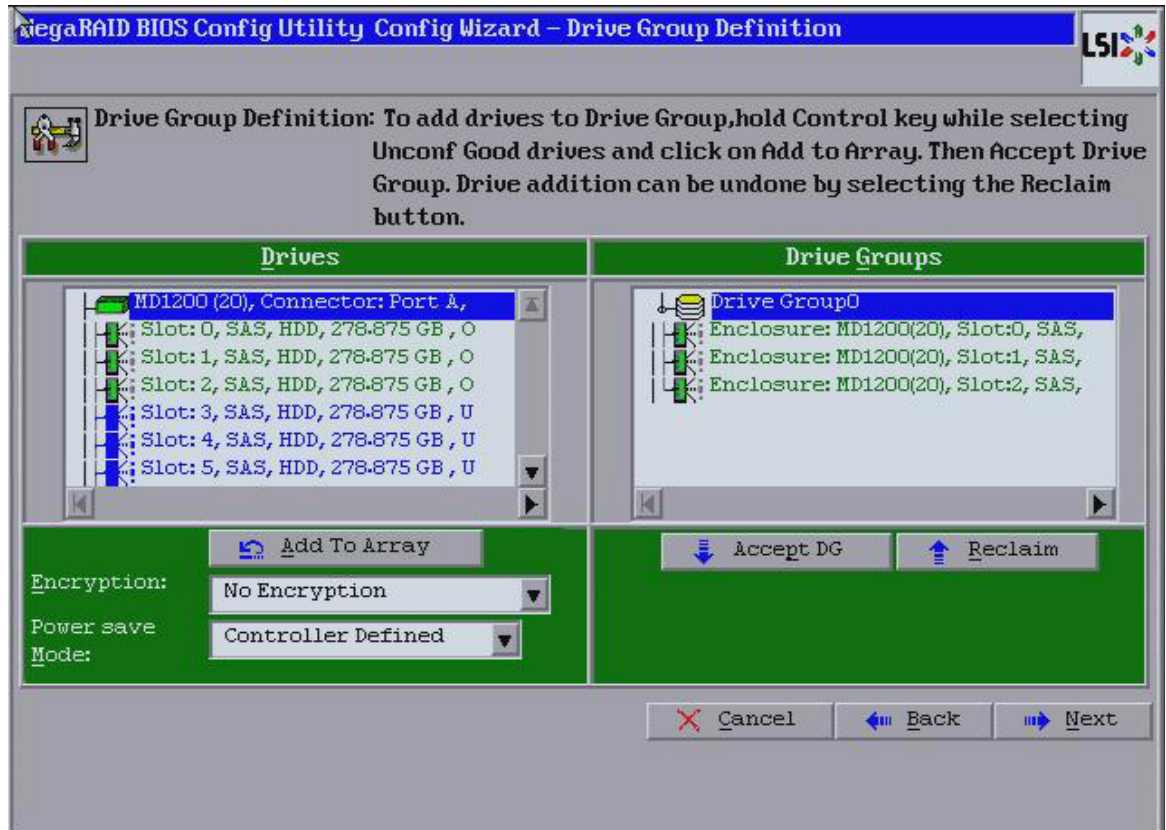 MegaRAID BIOS Config Utility Config Wizard – Drive Group Definition
LSI
Drive Group Definition: To add drives to Drive Group,hold Control key while selecting
Unconf Good drives and click on Add to Array. Then Accept Drive
Group. Drive addition can be undone by selecting the Reclaim
button.
Drives
MD1200 (20), Connector: Port A,
Slot: 0, SAS, HDD, 278.875 GB , O
Slot: 1, SAS, HDD, 278.875 GB , O
Slot: 2, SAS, HDD, 278.875 GB , O
Slot: 3, SAS, HDD, 278.875 GB , U
Slot: 4, SAS, HDD, 278.875 GB , U
Slot: 5, SAS, HDD, 278.875 GB , U
Add To Array
Encryption:
No Encryption
Power save
Mode:
Controller Defined
Drive Groups
Drive Group0
Enclosure: MD1200(20), Slot:0, SAS,
Enclosure: MD1200(20), Slot:1, SAS,
Enclosure: MD1200(20), Slot:2, SAS,
Accept DG
Reclaim
Cancel
Back
Next